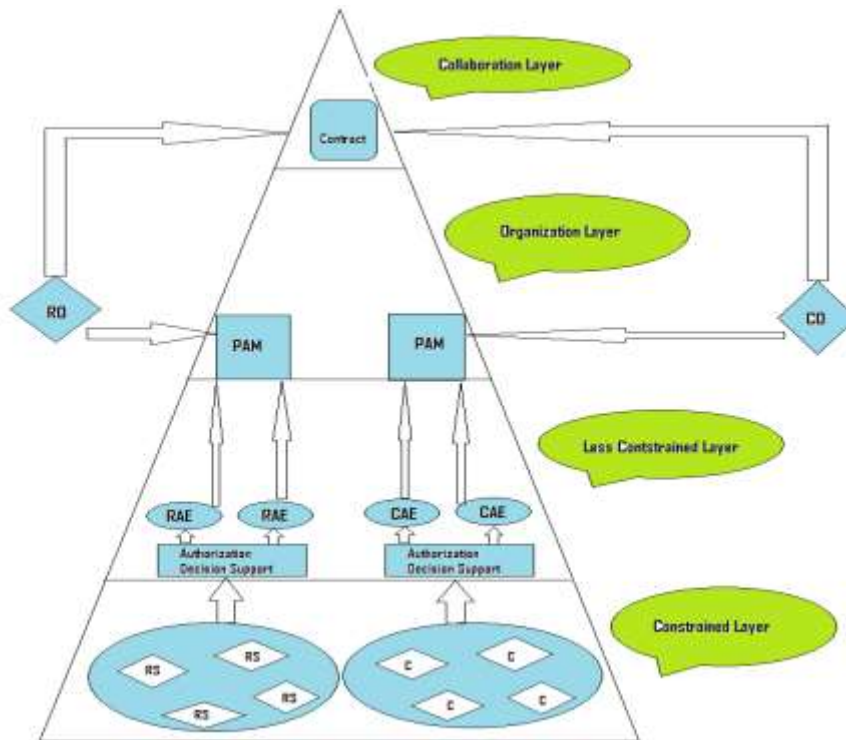 Collaboration Layer
Contract
Organization Layer
RO
CO
PAM
PAM
Less Contstrained Layer
RAE
RAE
CAE
CAE
Authorization
Decision Support
Authorization
Decision Support
Constrained Layer
RS
RS
RS
RS
C
C
C
C